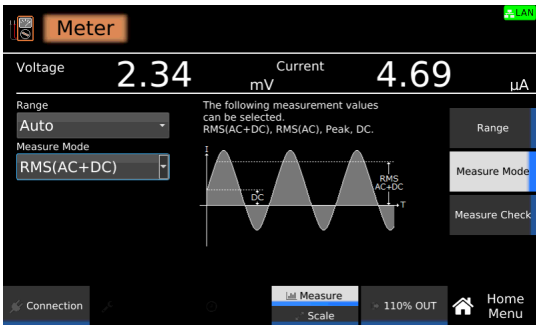 LAN
Meter
Voltage 2.34 mV
Current 4.69 µA
Range
Auto
Measure Mode
RMS(AC+DC)
The following measurement values
can be selected.
RMS(AC+DC), RMS(AC), Peak, DC.
I
DC
RMS
AC+DC
T
Range
Measure Mode
Measure Check
Connection
Measure
Scale
110% OUT
Home
Menu